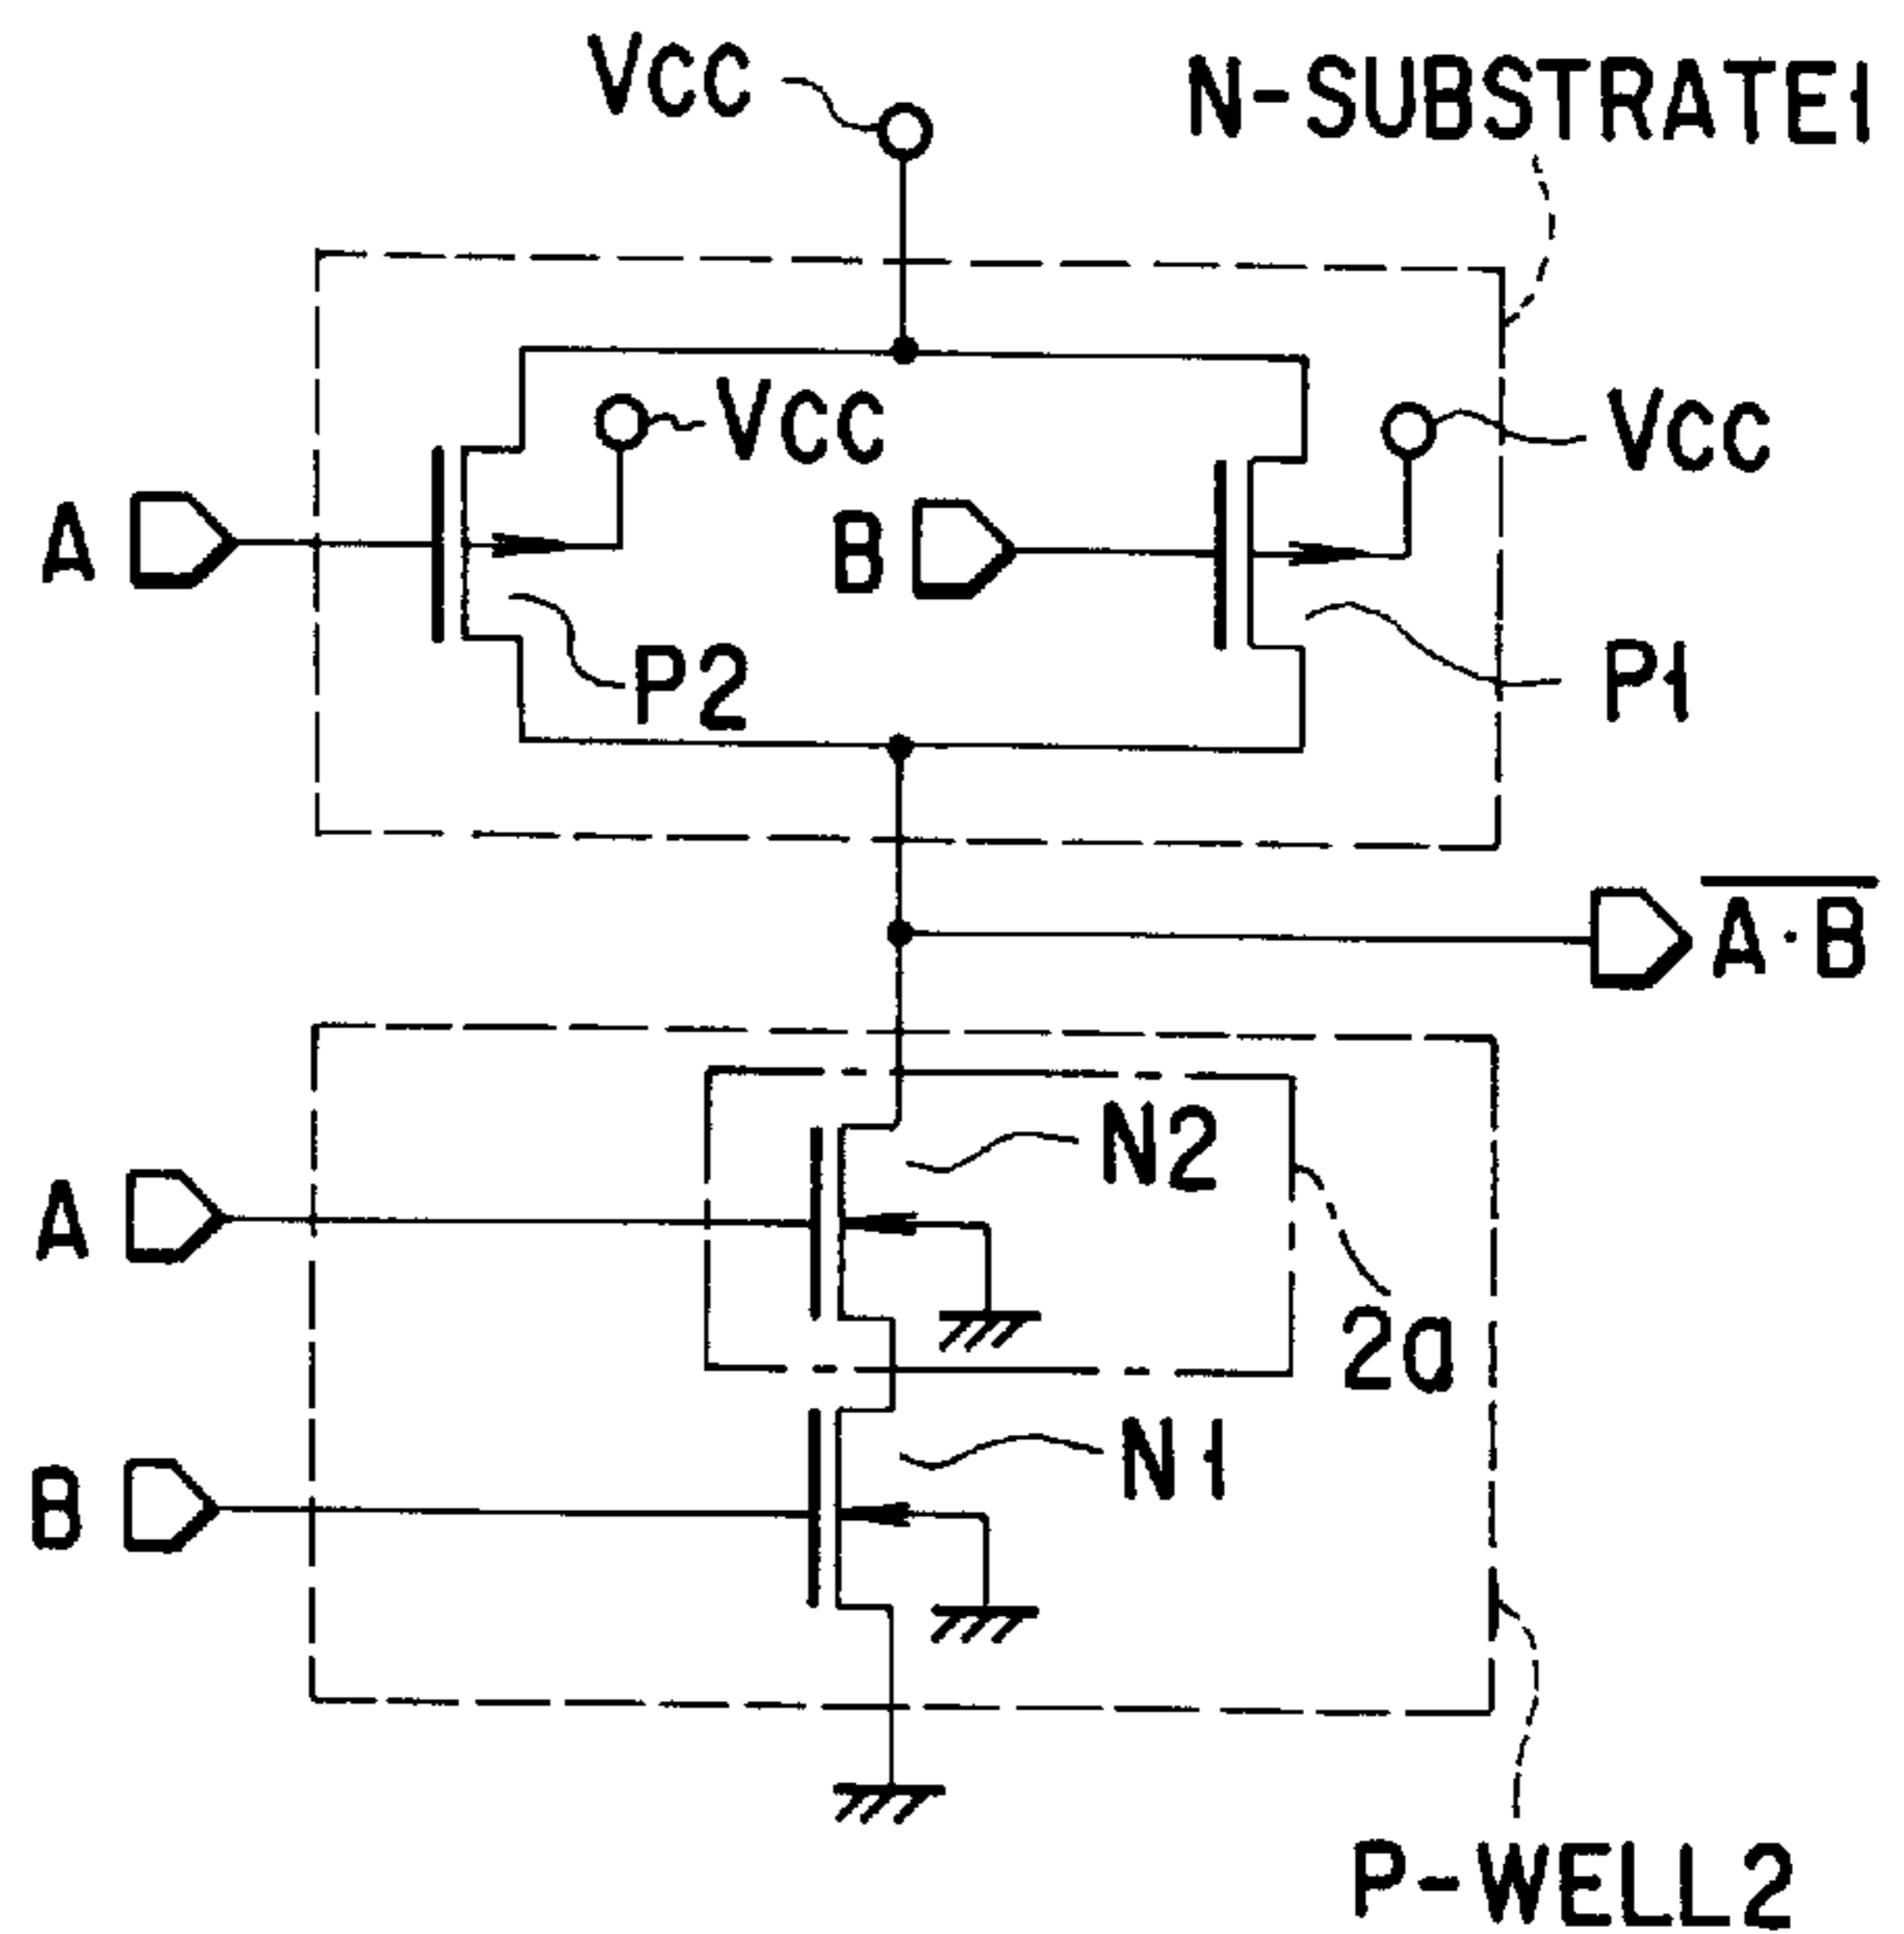 VCC
N-SUBSTRATE1
VCC
VCC
A
B
P2
P1
A·B
N2
A
2a
N1
B
P-WELL2